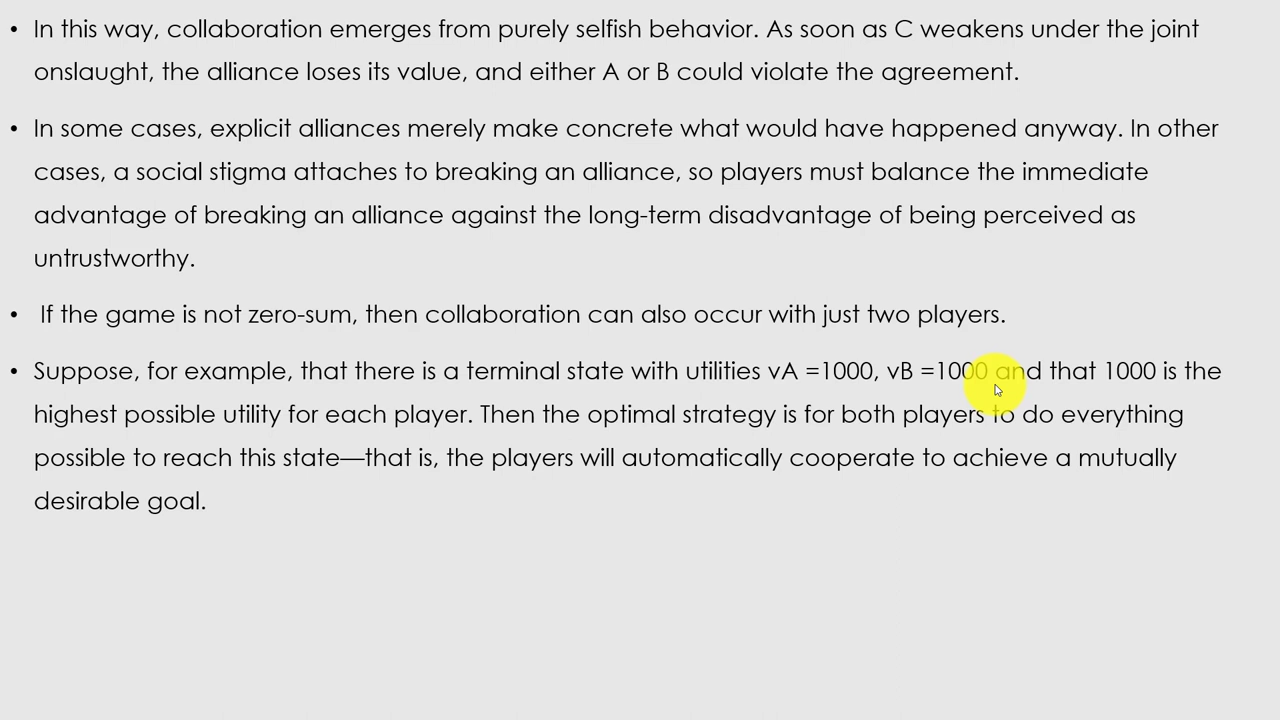 • In this way, collaboration emerges from purely selfish behavior. As soon as C weakens under the joint
onslaught, the alliance loses its value, and either A or B could violate the agreement.
• In some cases, explicit alliances merely make concrete what would have happened anyway. In other
cases, a social stigma attaches to breaking an alliance, so players must balance the immediate
advantage of breaking an alliance against the long-term disadvantage of being perceived as
untrustworthy.
• If the game is not zero-sum, then collaboration can also occur with just two players.
• Suppose, for example, that there is a terminal state with utilities vA =1000, vB =1000 and that 1000 is the
highest possible utility for each player. Then the optimal strategy is for both players to do everything
possible to reach this state—that is, the players will automatically cooperate to achieve a mutually
desirable goal.